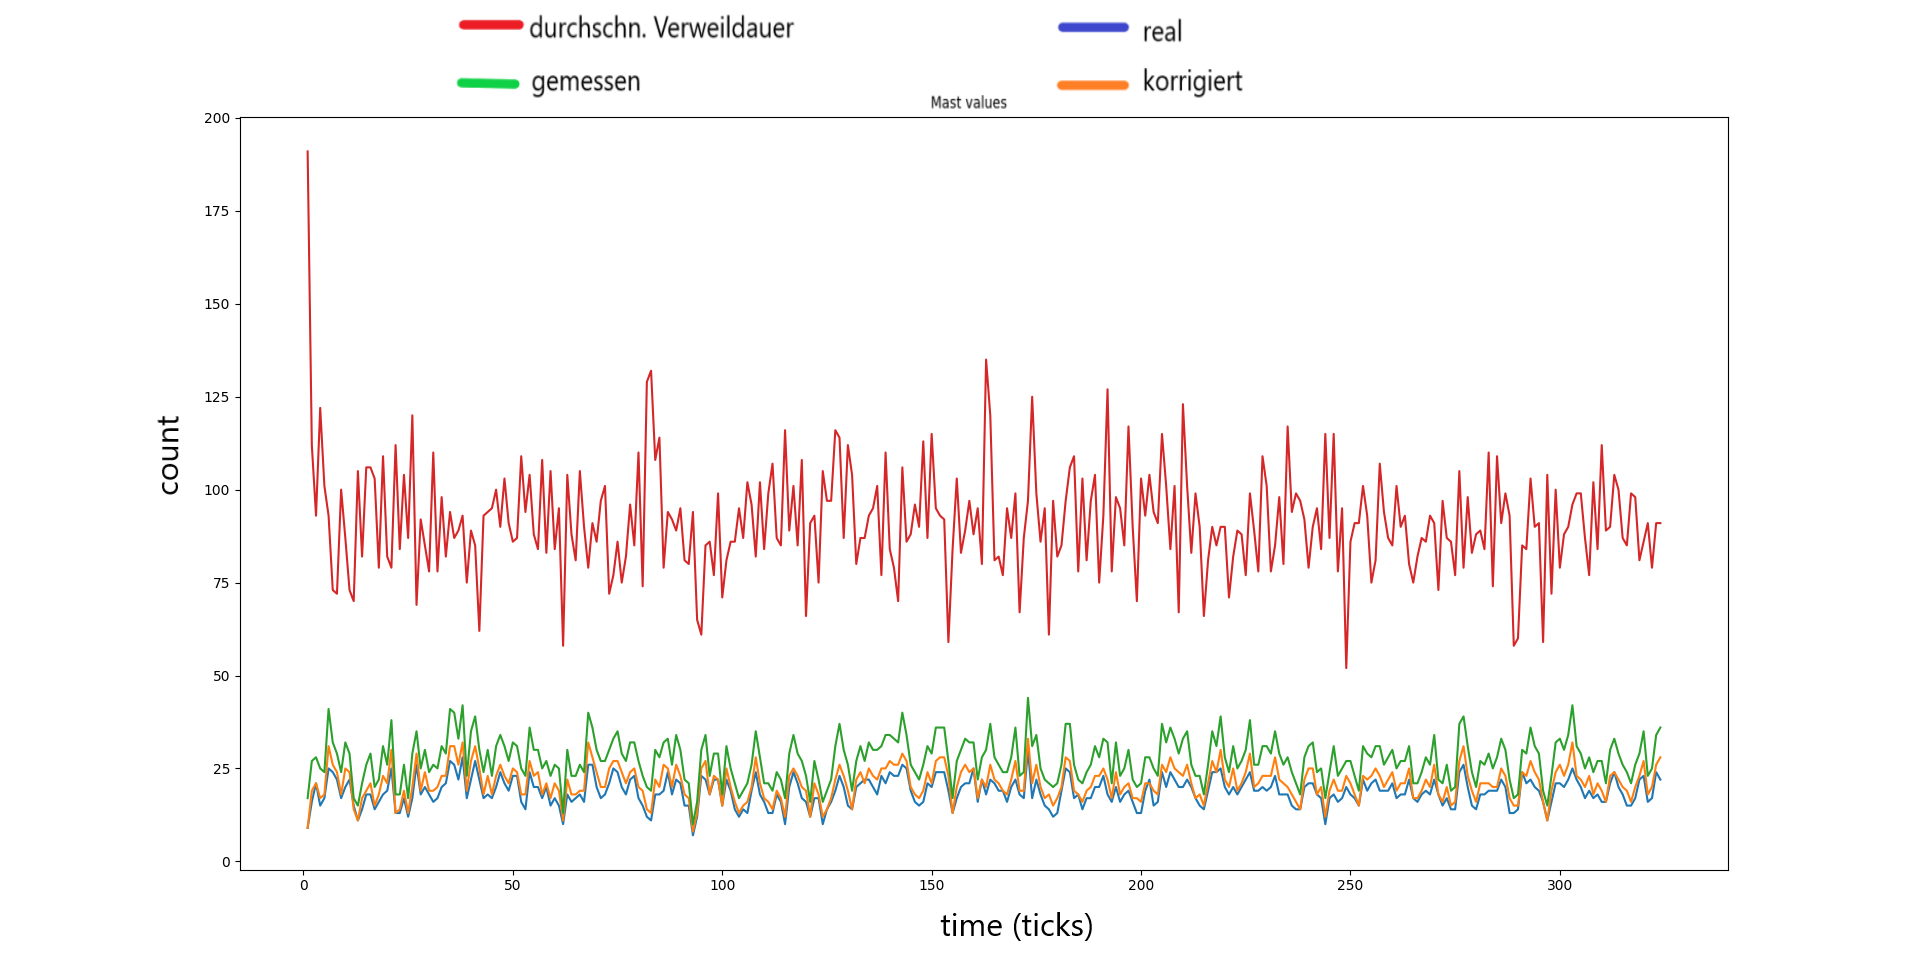 durchschn. Verweildauer
real
gemessen
korrigiert
Mast values
200
175
150
125
100
75
50
25
0
count
0 50 100 150 200 250 300
time (ticks)